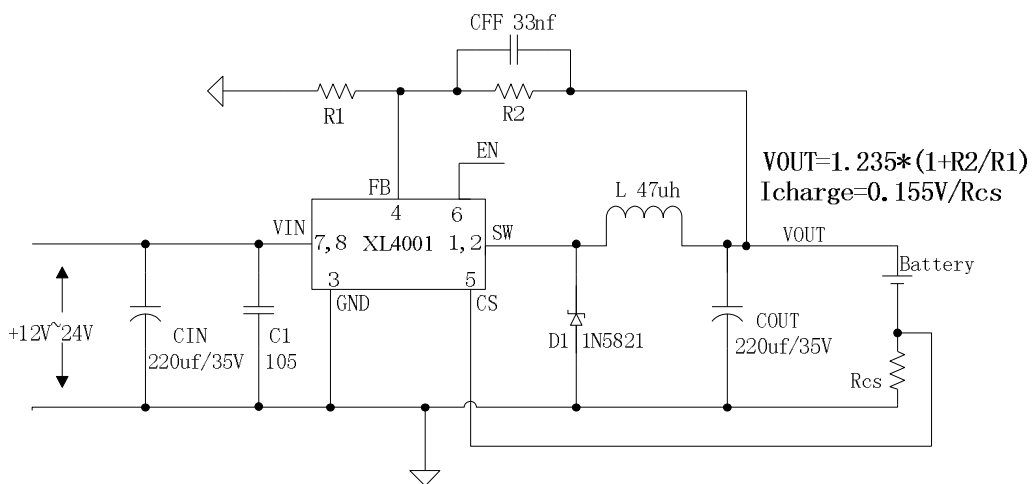 CFF 33nf
R1
R2
EN
VOUT=1.235*(1+R2/R1)
FB
L 47uh
Icharge=0.155V/Rcs
4
6
VIN
SW
VOUT
7,8
XL4001
1,2
Battery
3
5
GND
CS
+12V~24V
CIN
220uf/35V
C1
105
D1
1N5821
COUT
220uf/35V
Rcs